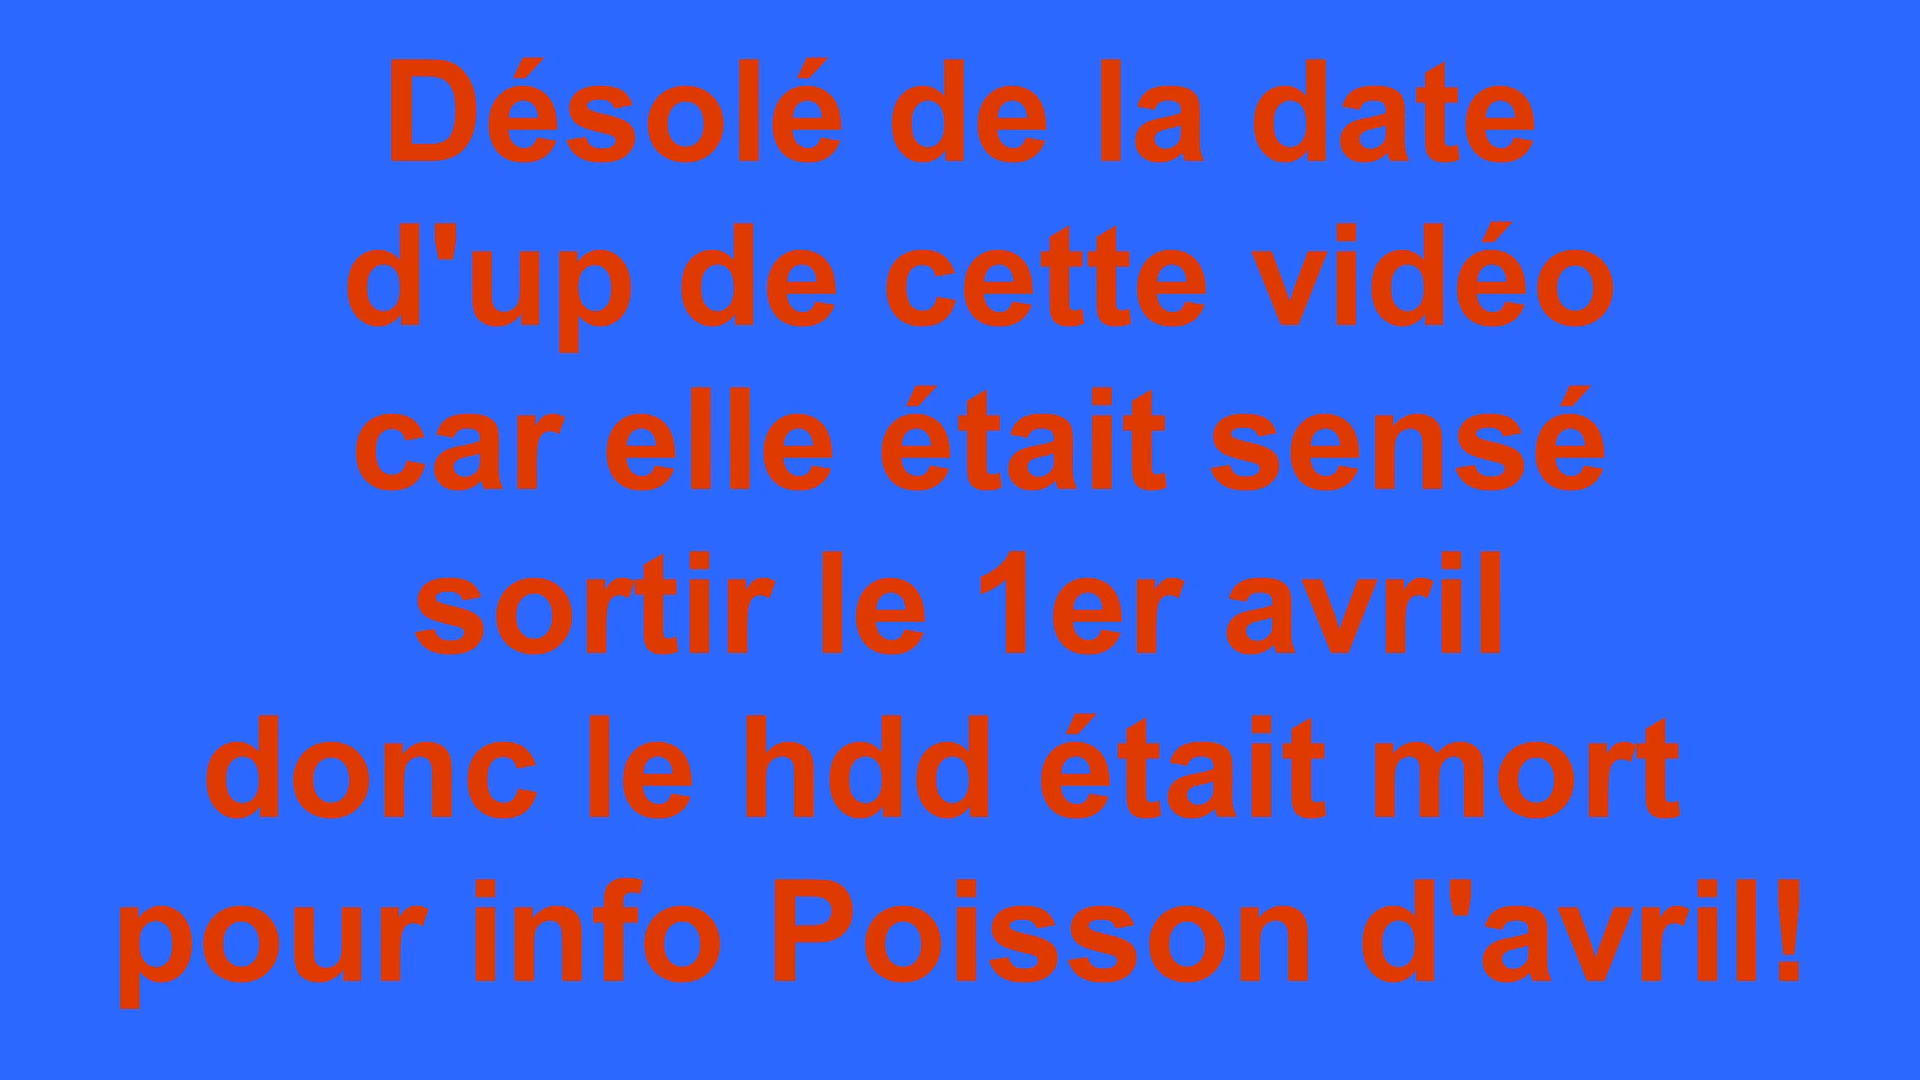 Désolé de la date
d'up de cette vidéo
car elle était sensé
sortir le 1er avril
donc le hdd était mort
pour info Poisson d'avril!